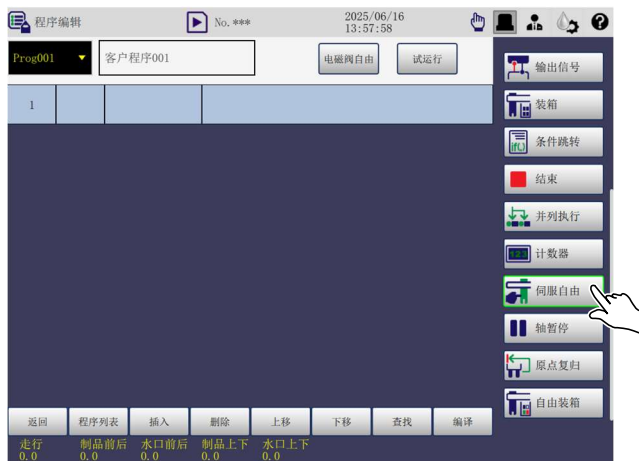 程序编辑
No. ***
2025/06/16
13:57:58
Prog001
客户程序001
电磁阀自由
试运行
1
输出信号
装箱
if()
条件跳转
结束
并列执行
123
计数器
伺服自由
轴暂停
原点复归
自由装箱
返回
程序列表
插入
删除
上移
下移
查找
编译
走行 制品前后 水口前后 制品上下 水口上下
0.0 0.0 0.0 0.0 0.0